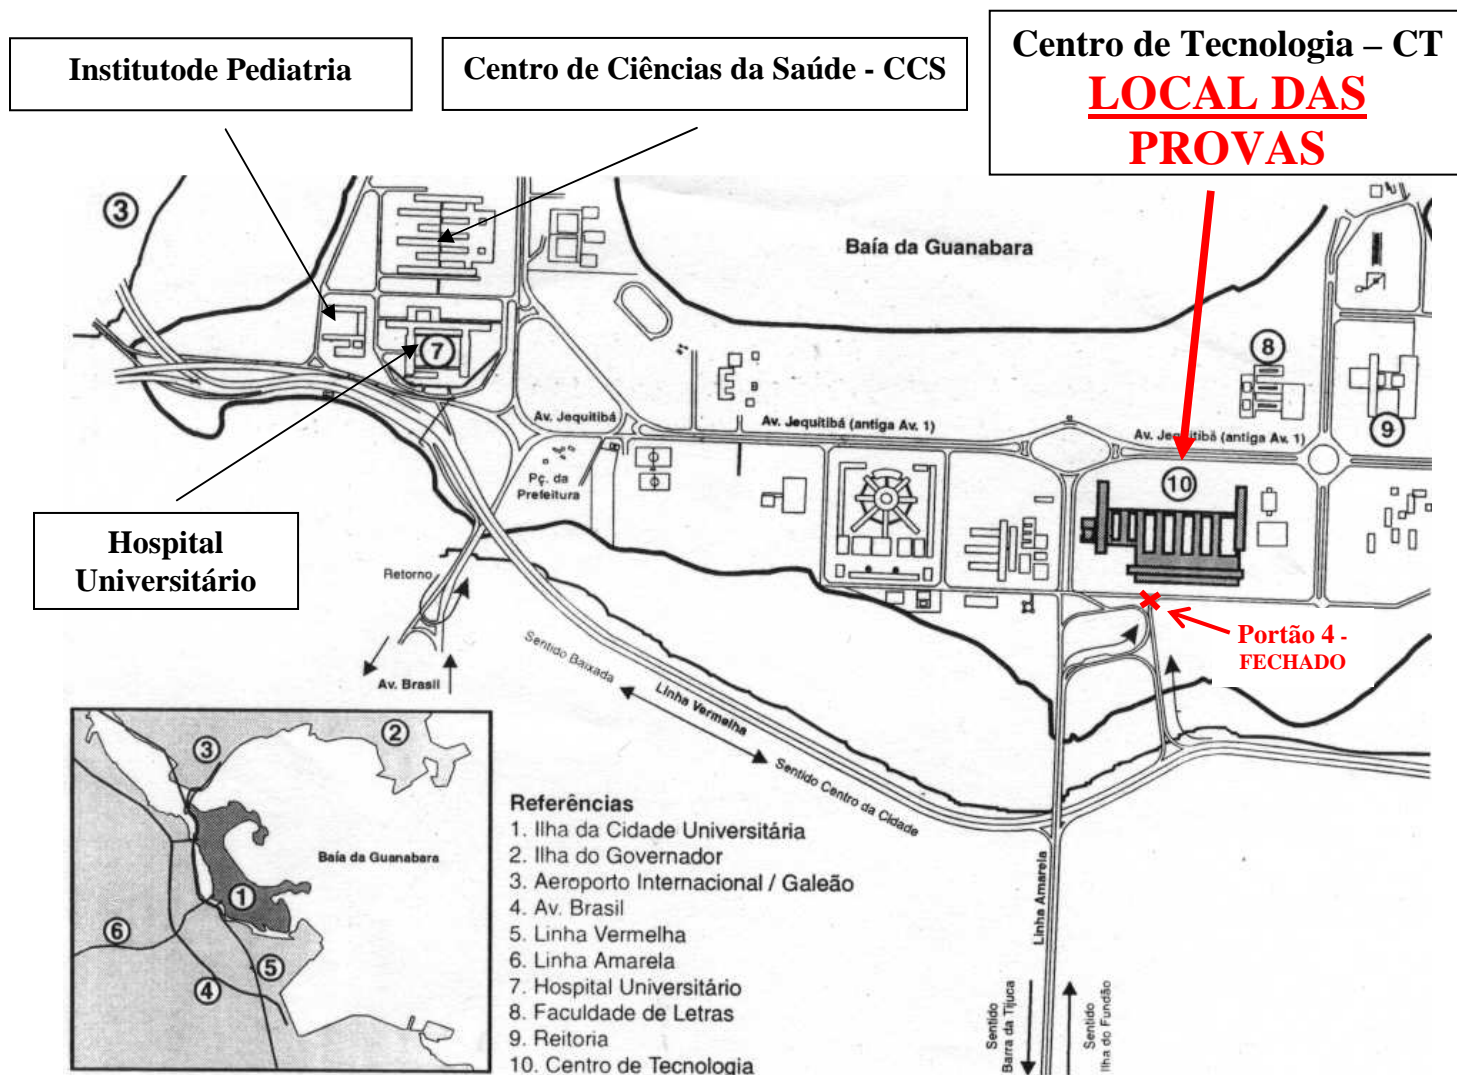 Institutode Pediatria
Centro de Ciências da Saúde - CCS
Centro de Tecnologia – CT
LOCAL DAS
PROVAS
3
Baía da Guanabara
7
8
9
Av. Jequitibá
Av. Jequitibá (antiga Av. 1)
Av. Jequitibá (antiga Av. 1)
10
Pç. da
Prefeitura
Hospital
Universitário
Retorno
Av. Brasil
Sentido Baixada
Linha Vermelha
Sentido Centro da Cidade
Portão 4 -
FECHADO
Linha Amarela
Sentido
Barra da Tijuca
Sentido
Ilha do Fundão
2
3
Baía da Guanabara
1
6
5
4
Referências
1. Ilha da Cidade Universitária
2. Ilha do Governador
3. Aeroporto Internacional / Galeão
4. Av. Brasil
5. Linha Vermelha
6. Linha Amarela
7. Hospital Universitário
8. Faculdade de Letras
9. Reitoria
10. Centro de Tecnologia